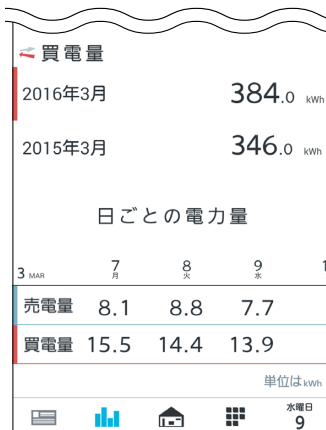 買電量
2016年3月 384.0 kWh
2015年3月 346.0 kWh
日ごとの電力量
3 MAR 7 月 8 火 9 水 1
売電量 8.1 8.8 7.7
買電量 15.5 14.4 13.9
単位は kWh
水曜日
9